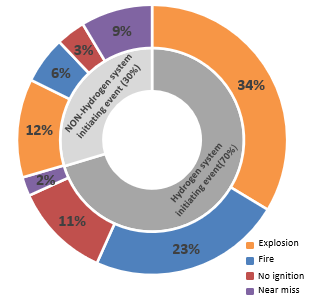 9%
3%
6%
12%
2%
11%
23%
34%
NON-Hydrogen system
initiating event (30%)
Hydrogen system
initiating event(70%)
Explosion
Fire
No ignition
Near miss